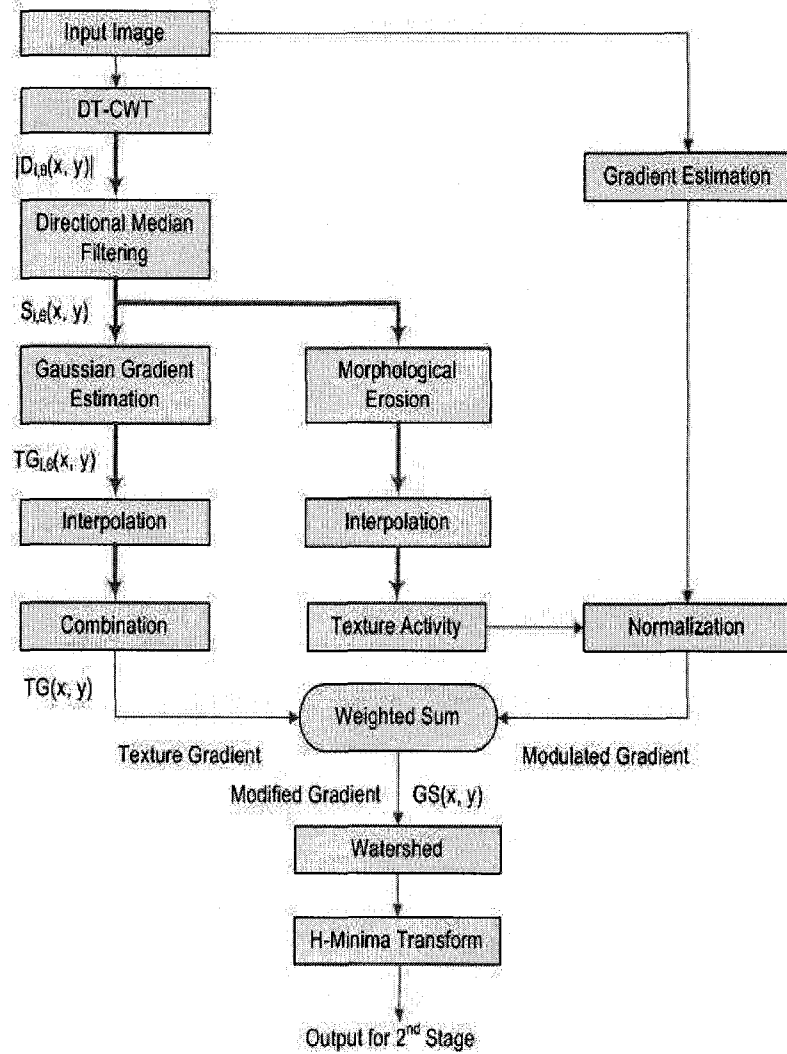 Input Image
DT-CWT
|D_{i,θ}(x, y)|
Gradient Estimation
Directional Median
Filtering
S_{i,θ}(x, y)
Gaussian Gradient
Estimation
Morphological
Erosion
TG_{i,θ}(x, y)
Interpolation
Interpolation
Combination
Texture Activity
Normalization
TG(x, y)
Weighted Sum
Texture Gradient
Modulated Gradient
Modified Gradient
GS(x, y)
Watershed
H-Minima Transform
Output for 2nd Stage